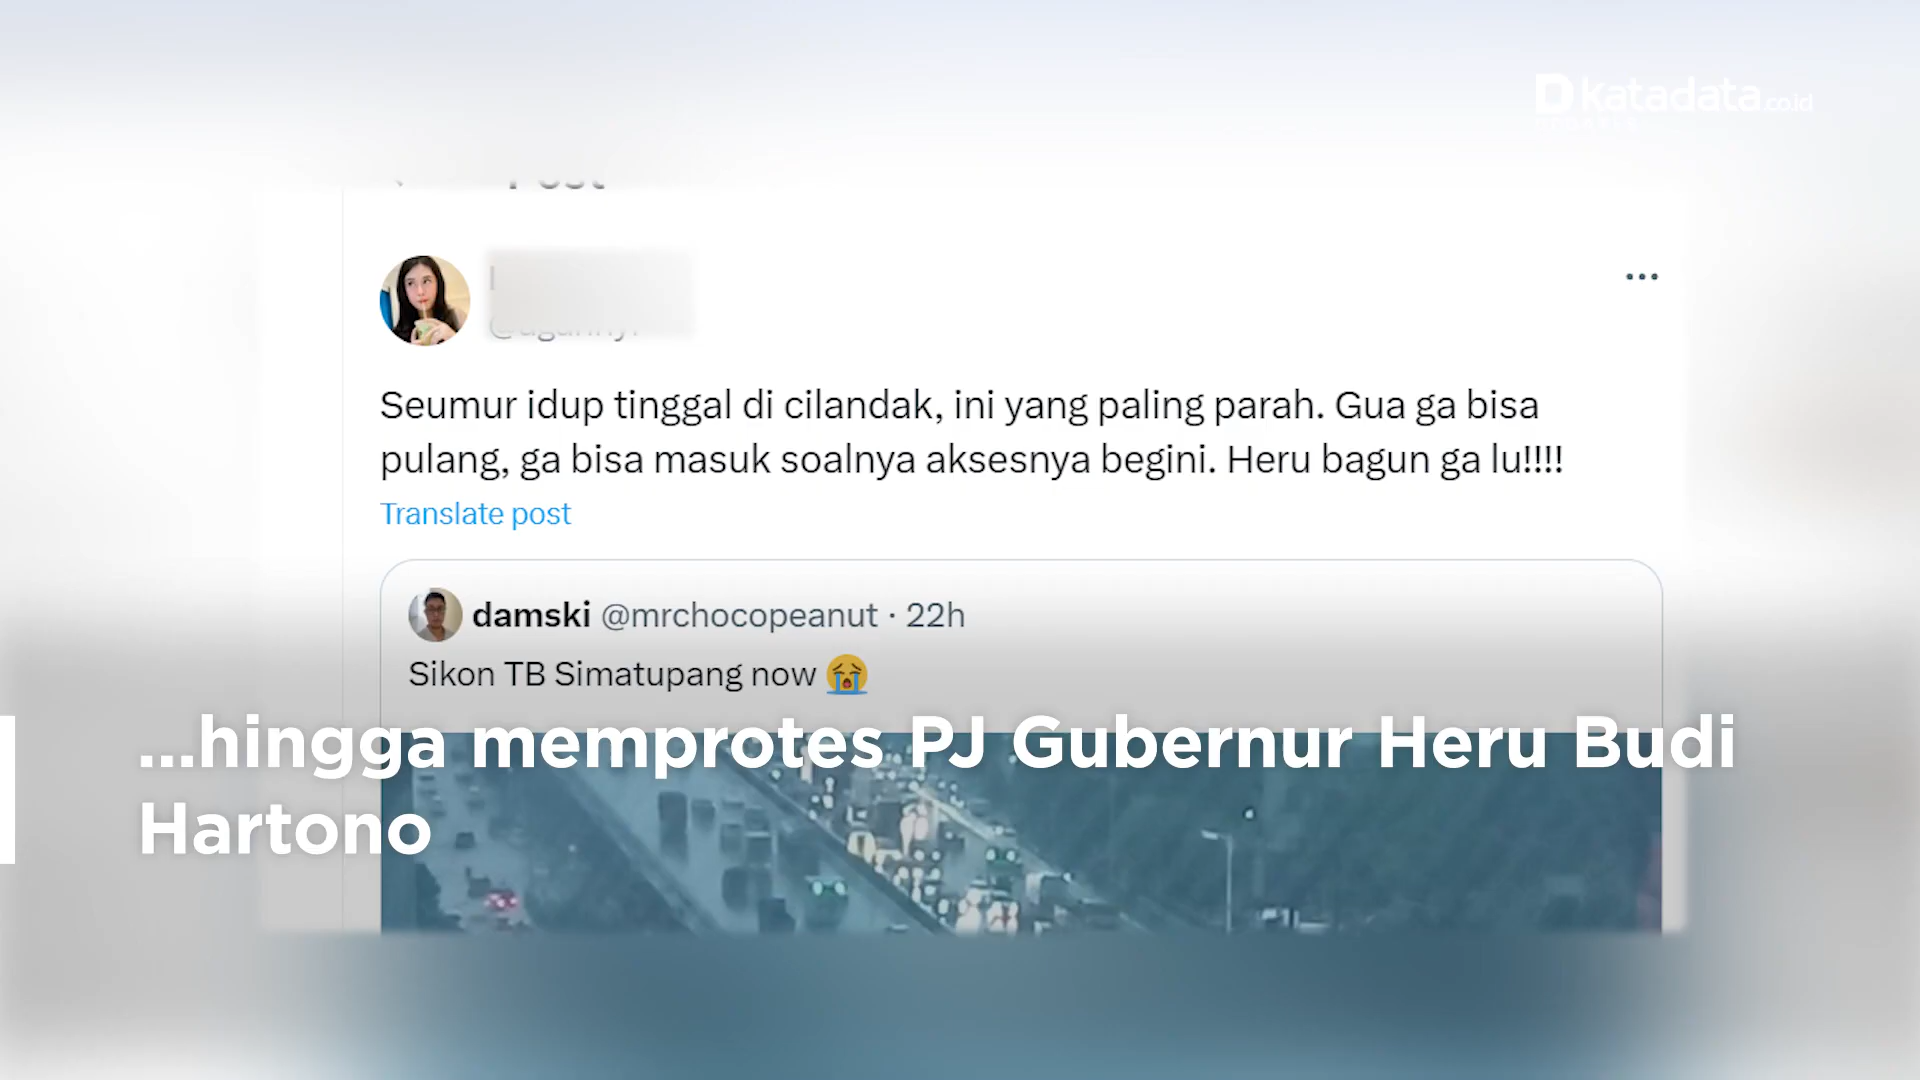 katadata.co.id
Post
Seumur idup tinggal di cilandak, ini yang paling parah. Gua ga bisa
pulang, ga bisa masuk soalnya aksesnya begini. Heru bagun ga lu!!!!
Translate post
damski @mrchocopeanut · 22h
Sikon TB Simatupang now 😭
...hingga memprotes PJ Gubernur Heru Budi
Hartono